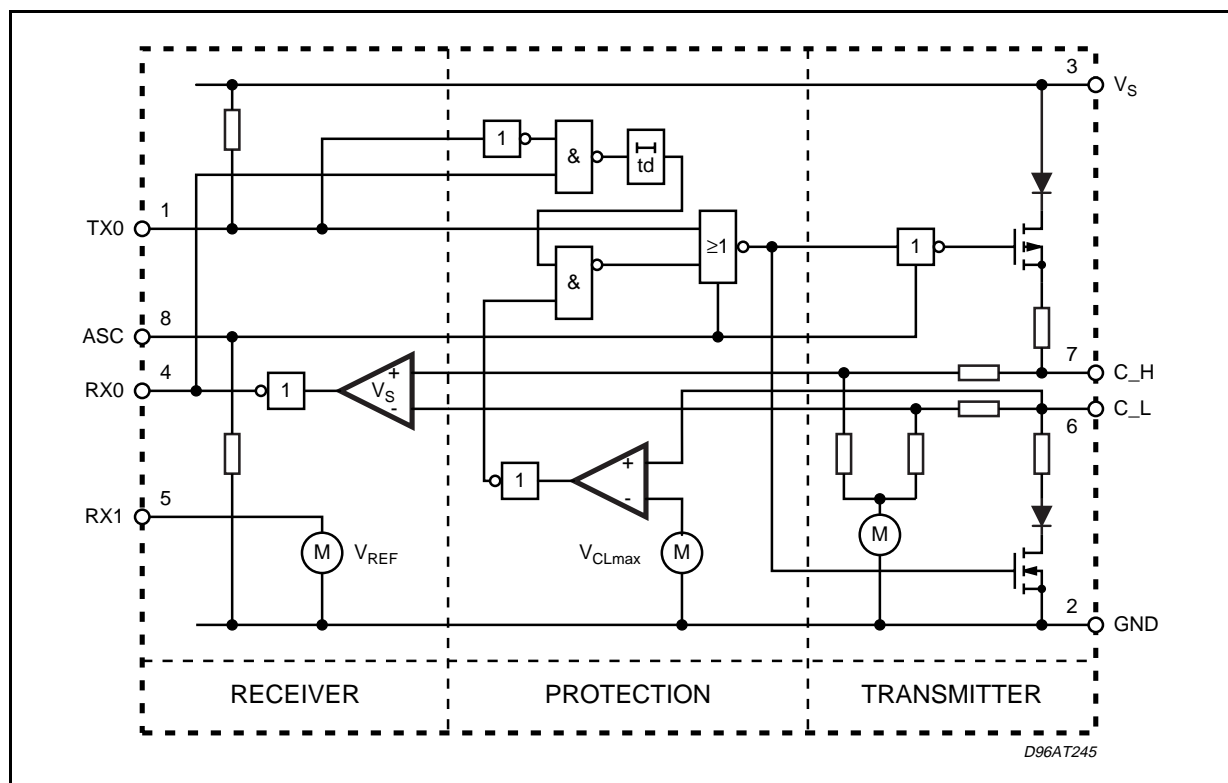 3
V_S
1
&
td
1
TX0
≥1
1
&
8
ASC
7
4
C_H
RX0
1
V_S
+
-
C_L
6
1
+
-
5
RX1
M
V_REF
V_CLmax
M
M
2
GND
RECEIVER
PROTECTION
TRANSMITTER
D96AT245